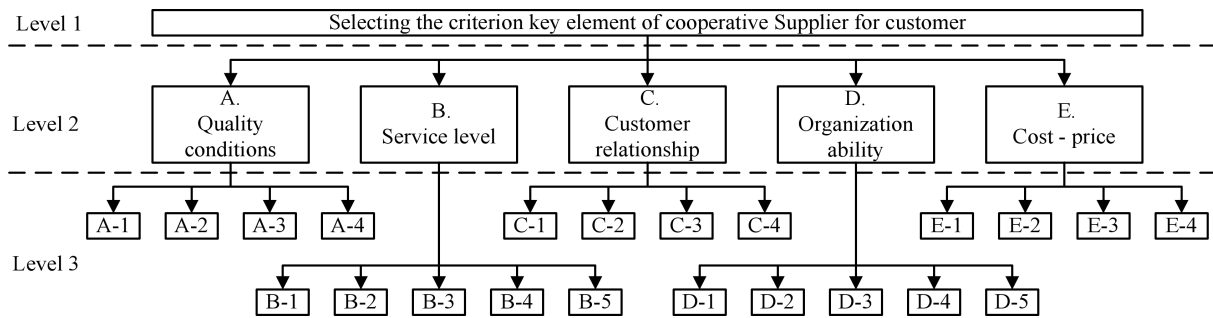 Level 1
Selecting the criterion key element of cooperative Supplier for customer
Level 2
A.
Quality
conditions
B.
Service level
C.
Customer
relationship
D.
Organization
ability
E.
Cost - price
Level 3
A-1 A-2 A-3 A-4
C-1 C-2 C-3 C-4
E-1 E-2 E-3 E-4
B-1 B-2 B-3 B-4 B-5
D-1 D-2 D-3 D-4 D-5